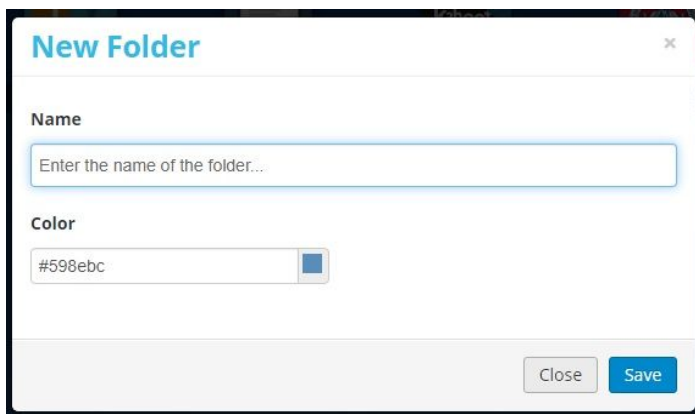 New Folder
×
Name
Enter the name of the folder...
Color
#598ebc
Close
Save